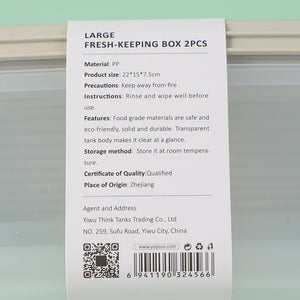 LARGE
FRESH-KEEPING BOX 2PCS
Material: PP
Product size: 22*15*7.5cm
Precautions: Keep away from fire .
Instructions: Rinse and wipe well before
use.
Features: Food grade materials are safe and
eco-friendly, solid and durable. Transparent
tank body makes it clear at a glance.
Storage method: Store it at room tempera-
ture.
Certificate of Quality:Qualified
Place of Origin: Zhejiang
Agent and Address
Yiwu Think Tanks Trading Co., Ltd
NO. 259, Sufu Road, Yiwu City, China
6 941190 324566